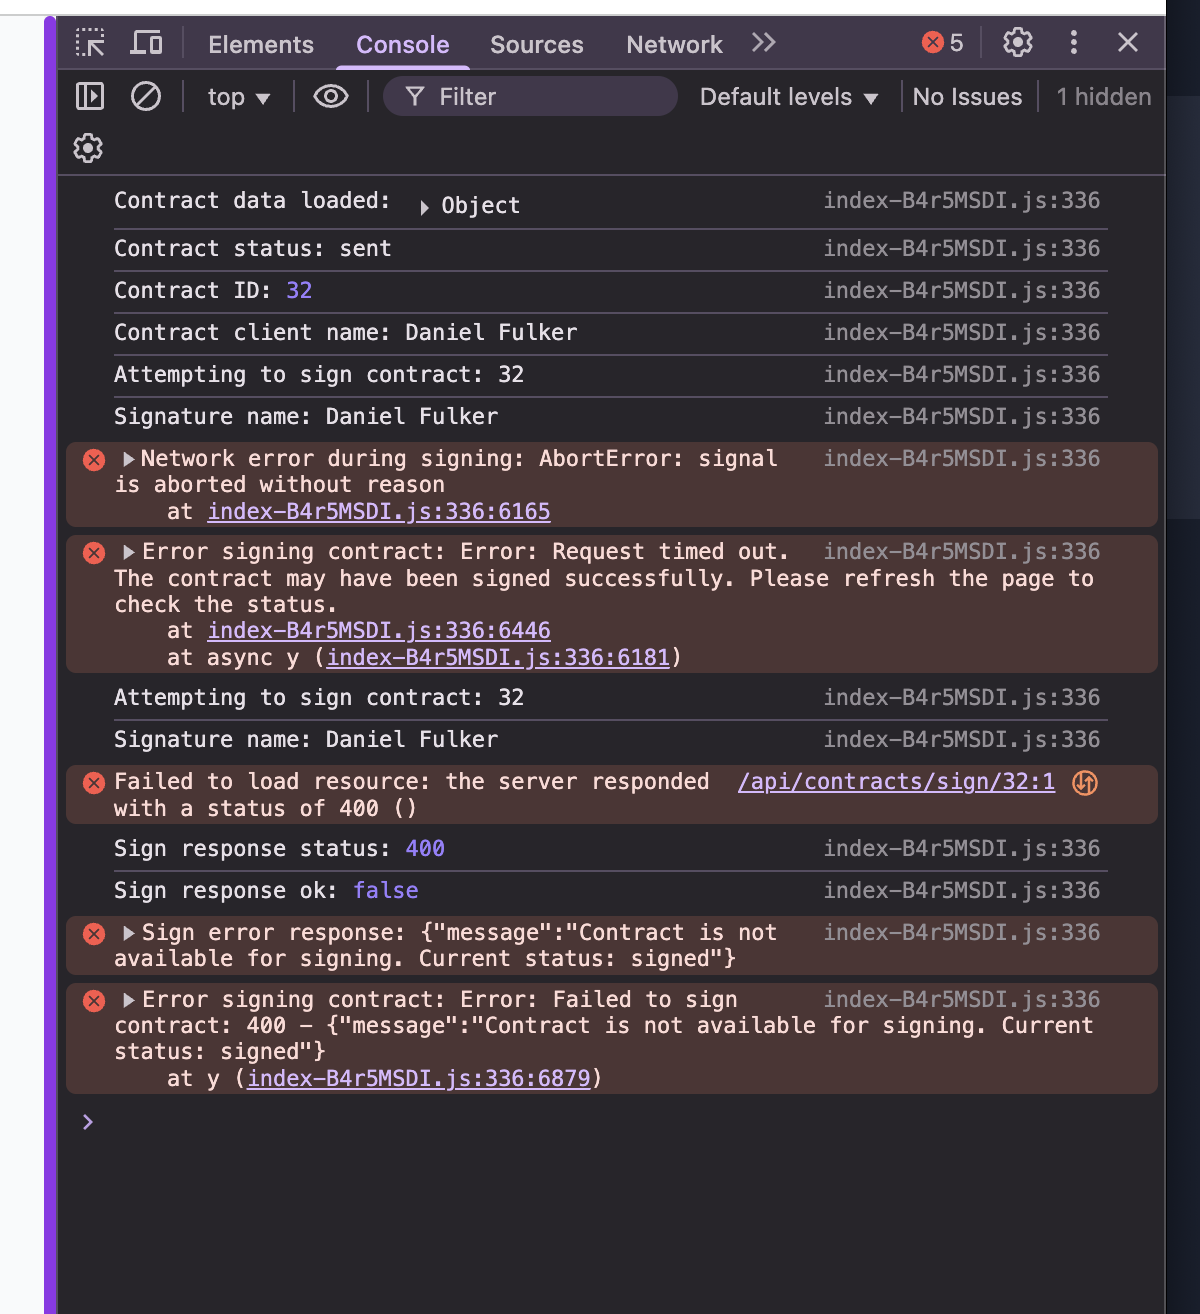 Elements Console Sources Network 5
top Filter Default levels No Issues 1 hidden
Contract data loaded: Object index-B4r5MSDI.js:336
Contract status: sent index-B4r5MSDI.js:336
Contract ID: 32 index-B4r5MSDI.js:336
Contract client name: Daniel Fulker index-B4r5MSDI.js:336
Attempting to sign contract: 32 index-B4r5MSDI.js:336
Signature name: Daniel Fulker index-B4r5MSDI.js:336
Network error during signing: AbortError: signal index-B4r5MSDI.js:336
is aborted without reason
at index-B4r5MSDI.js:336:6165
Error signing contract: Error: Request timed out. index-B4r5MSDI.js:336
The contract may have been signed successfully. Please refresh the page to
check the status.
at index-B4r5MSDI.js:336:6446
at async y (index-B4r5MSDI.js:336:6181)
Attempting to sign contract: 32 index-B4r5MSDI.js:336
Signature name: Daniel Fulker index-B4r5MSDI.js:336
Failed to load resource: the server responded /api/contracts/sign/32:1
with a status of 400 ()
Sign response status: 400 index-B4r5MSDI.js:336
Sign response ok: false index-B4r5MSDI.js:336
Sign error response: {"message":"Contract is not index-B4r5MSDI.js:336
available for signing. Current status: signed"}
Error signing contract: Error: Failed to sign index-B4r5MSDI.js:336
contract: 400 – {"message":"Contract is not available for signing. Current
status: signed"}
at y (index-B4r5MSDI.js:336:6879)